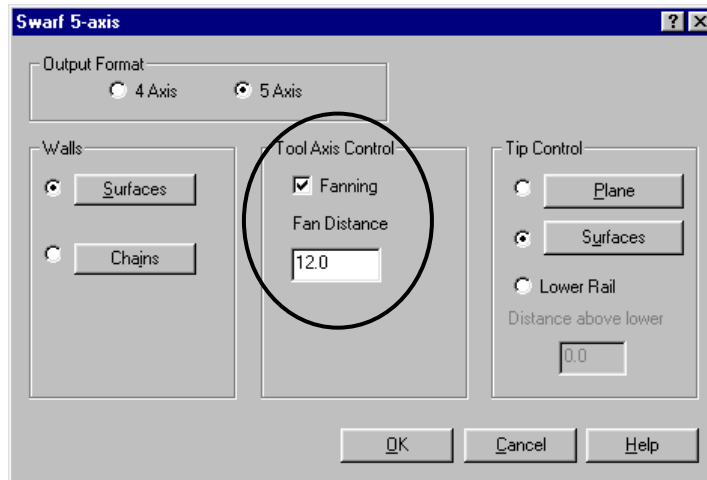 Swarf 5-axis
Output Format
4 Axis
5 Axis
Walls
Surfaces
Chains
Tool Axis Control
Fanning
Fan Distance
12.0
Tip Control
Plane
Surfaces
Lower Rail
Distance above lower
0.0
OK
Cancel
Help